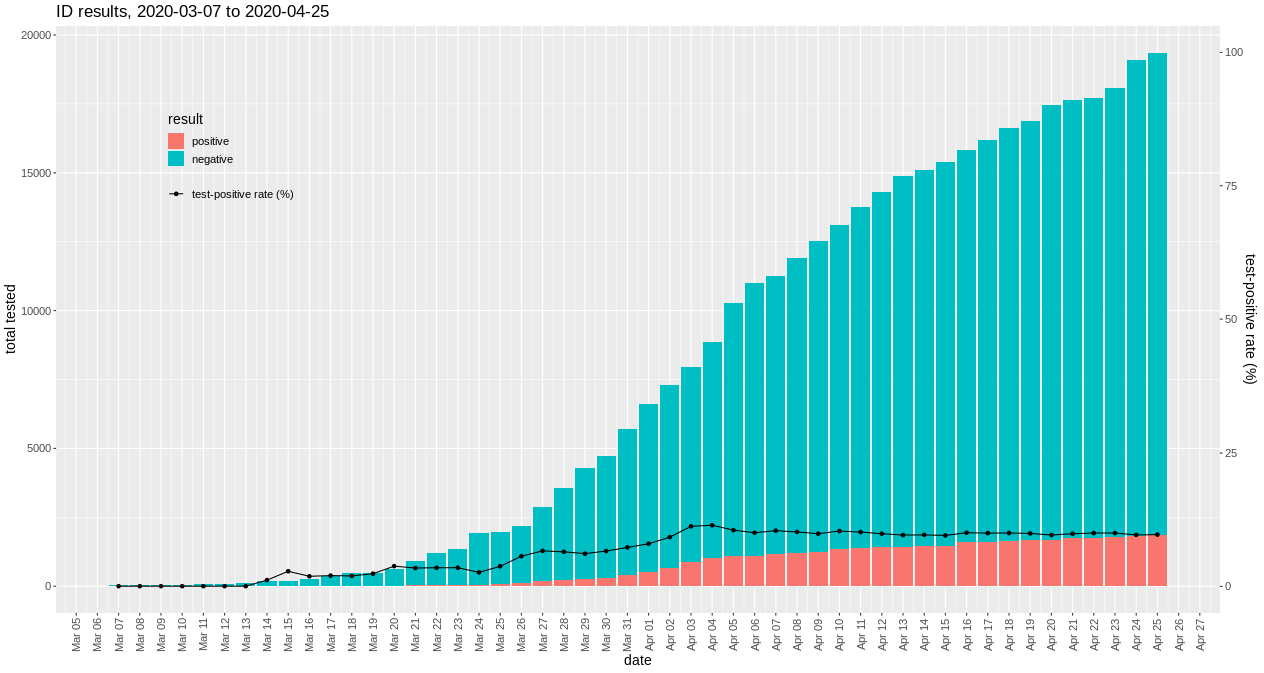 ID results, 2020-03-07 to 2020-04-25
20000
15000
10000
5000
0
total tested
result
positive
negative
test-positive rate (%)
100
75
50
25
0
test-positive rate (%)
Mar 05
Mar 06
Mar 07
Mar 08
Mar 09
Mar 10
Mar 11
Mar 12
Mar 13
Mar 14
Mar 15
Mar 16
Mar 17
Mar 18
Mar 19
Mar 20
Mar 21
Mar 22
Mar 23
Mar 24
Mar 25
Mar 26
Mar 27
Mar 28
Mar 29
Mar 30
Mar 31
Apr 01
Apr 02
Apr 03
Apr 04
Apr 05
Apr 06
Apr 07
Apr 08
Apr 09
Apr 10
Apr 11
Apr 12
Apr 13
Apr 14
Apr 15
Apr 16
Apr 17
Apr 18
Apr 19
Apr 20
Apr 21
Apr 22
Apr 23
Apr 24
Apr 25
Apr 26
Apr 27
date